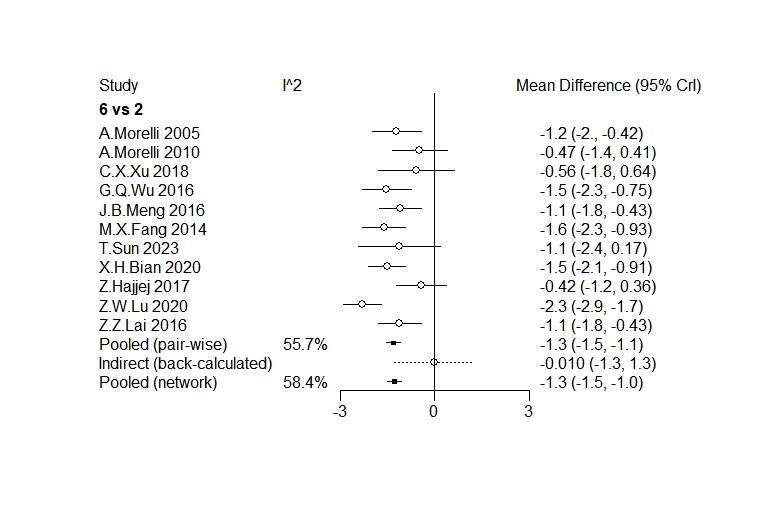 Study I^2 Mean Difference (95% CrI)
6 vs 2
A.Morelli 2005 -1.2 (-2., -0.42)
A.Morelli 2010 -0.47 (-1.4, 0.41)
C.X.Xu 2018 -0.56 (-1.8, 0.64)
G.Q.Wu 2016 -1.5 (-2.3, -0.75)
J.B.Meng 2016 -1.1 (-1.8, -0.43)
M.X.Fang 2014 -1.6 (-2.3, -0.93)
T.Sun 2023 -1.1 (-2.4, 0.17)
X.H.Bian 2020 -1.5 (-2.1, -0.91)
Z.Hajjej 2017 -0.42 (-1.2, 0.36)
Z.W.Lu 2020 -2.3 (-2.9, -1.7)
Z.Z.Lai 2016 -1.1 (-1.8, -0.43)
Pooled (pair-wise) 55.7% -1.3 (-1.5, -1.1)
Indirect (back-calculated) -0.010 (-1.3, 1.3)
Pooled (network) 58.4% -1.3 (-1.5, -1.0)
-3 0 3